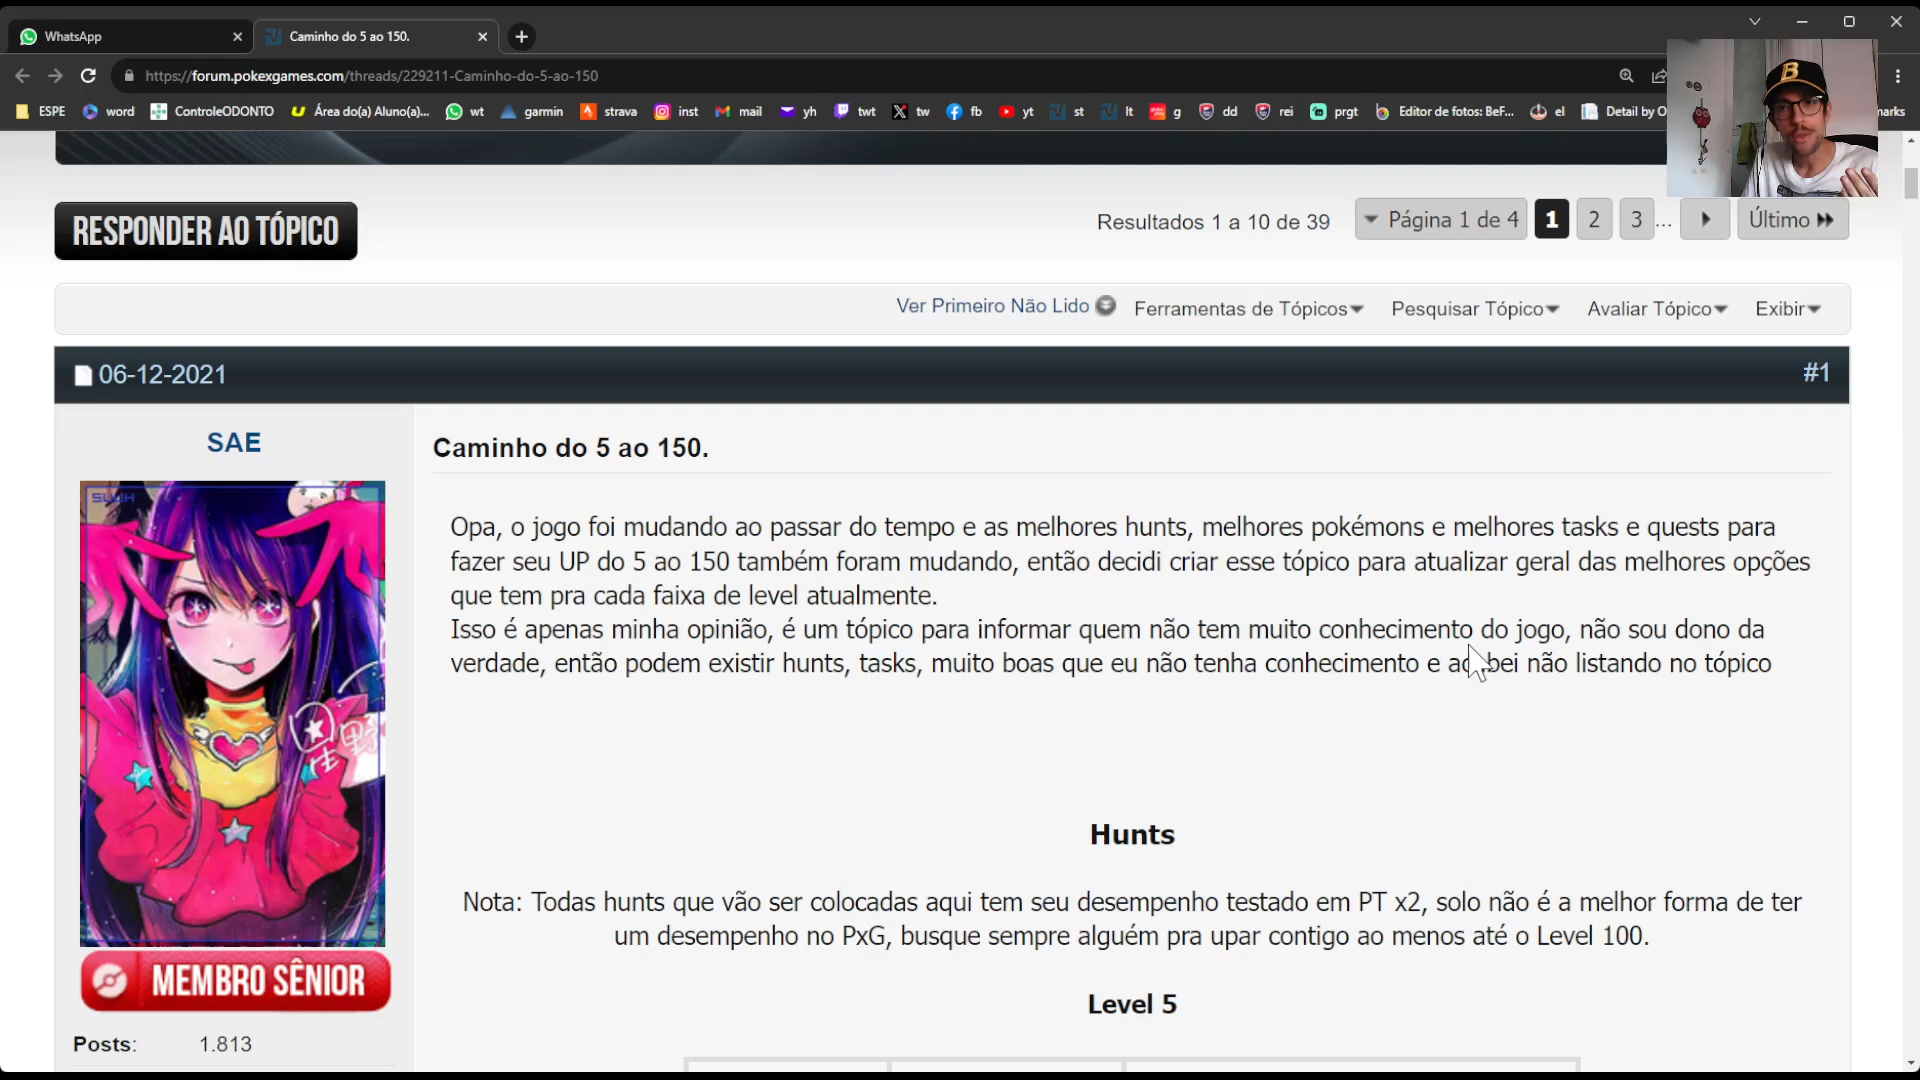 WhatsApp
Caminho do 5 ao 150.
https://forum.pokexgames.com/threads/229211-Caminho-do-5-ao-150
ESPE
word
ControleODONTO
Área do(a) Aluno(a)...
wt
garmin
strava
inst
mail
yh
twt
tw
fb
yt
st
lt
g
dd
rei
prgt
Editor de fotos: BeF...
el
Detail by O
B
RESPONDER AO TÓPICO
Resultados 1 a 10 de 39
Página 1 de 4
1
2
3
...
Último
Ver Primeiro Não Lido
Ferramentas de Tópicos
Pesquisar Tópico
Avaliar Tópico
Exibir
06-12-2021
#1
SAE
MEMBRO SÊNIOR
Posts: 1.813
Caminho do 5 ao 150.
Opa, o jogo foi mudando ao passar do tempo e as melhores hunts, melhores pokémons e melhores tasks e quests para
fazer seu UP do 5 ao 150 também foram mudando, então decidi criar esse tópico para atualizar geral das melhores opções
que tem pra cada faixa de level atualmente.
Isso é apenas minha opinião, é um tópico para informar quem não tem muito conhecimento do jogo, não sou dono da
verdade, então podem existir hunts, tasks, muito boas que eu não tenha conhecimento e acabei não listando no tópico
Hunts
Nota: Todas hunts que vão ser colocadas aqui tem seu desempenho testado em PT x2, solo não é a melhor forma de ter
um desempenho no PxG, busque sempre alguém pra upar contigo ao menos até o Level 100.
Level 5